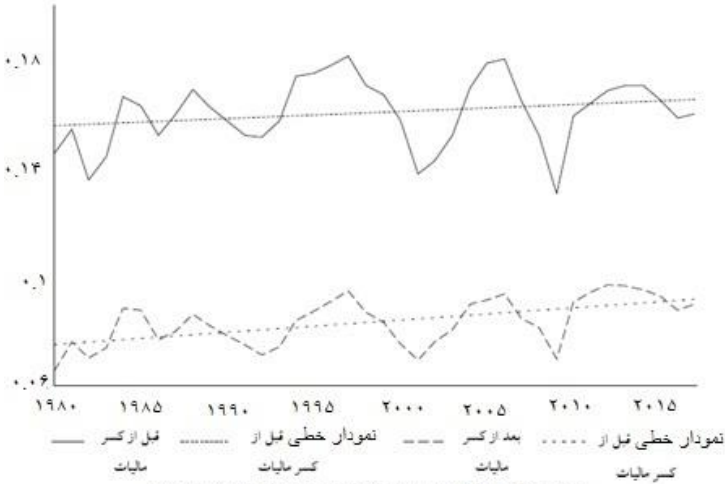 ۰.۱۸
۰.۱۴
۰.۱
۰.۰۶
۱۹۸۰ ۱۹۸۵ ۱۹۹۰ ۱۹۹۵ ۲۰۰۰ ۲۰۰۵ ۲۰۱۰ ۲۰۱۵
قبل از کسر مالیات
نمودار خطی قبل از کسر مالیات
بعد از کسر مالیات
نمودار خطی قبل از کسر مالیات